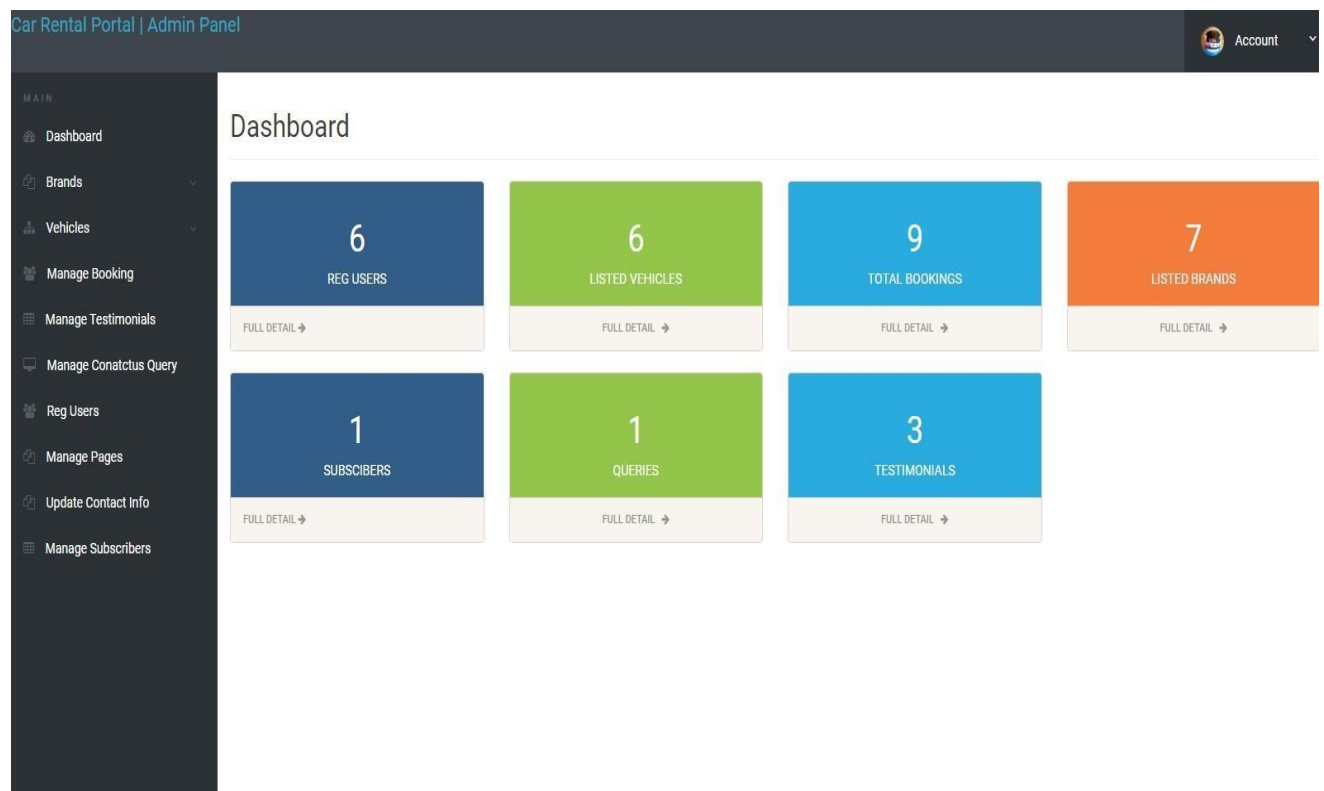 Car Rental Portal | Admin Panel
Account
MAIN
Dashboard
Brands
Vehicles
Manage Booking
Manage Testimonials
Manage Conatctus Query
Reg Users
Manage Pages
Update Contact Info
Manage Subscribers
Dashboard
6
REG USERS
FULL DETAIL
6
LISTED VEHICLES
FULL DETAIL
9
TOTAL BOOKINGS
FULL DETAIL
7
LISTED BRANDS
FULL DETAIL
1
SUBSCIBERS
FULL DETAIL
1
QUERIES
FULL DETAIL
3
TESTIMONIALS
FULL DETAIL